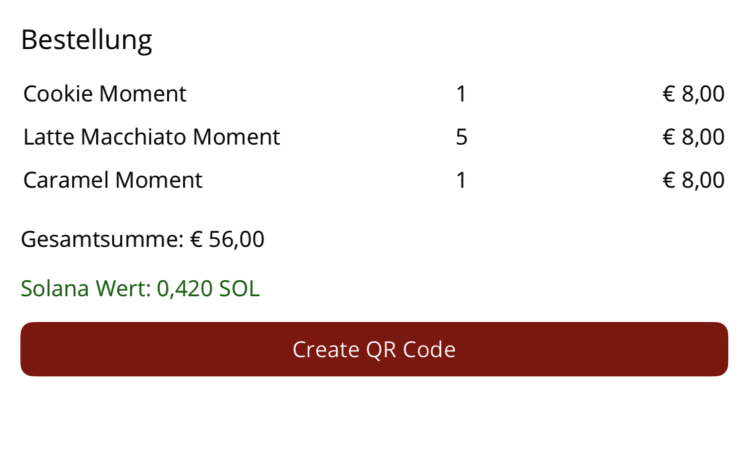 Bestellung
Cookie Moment 1 € 8,00
Latte Macchiato Moment 5 € 8,00
Caramel Moment 1 € 8,00
Gesamtsumme: € 56,00
Solana Wert: 0,420 SOL
Create QR Code